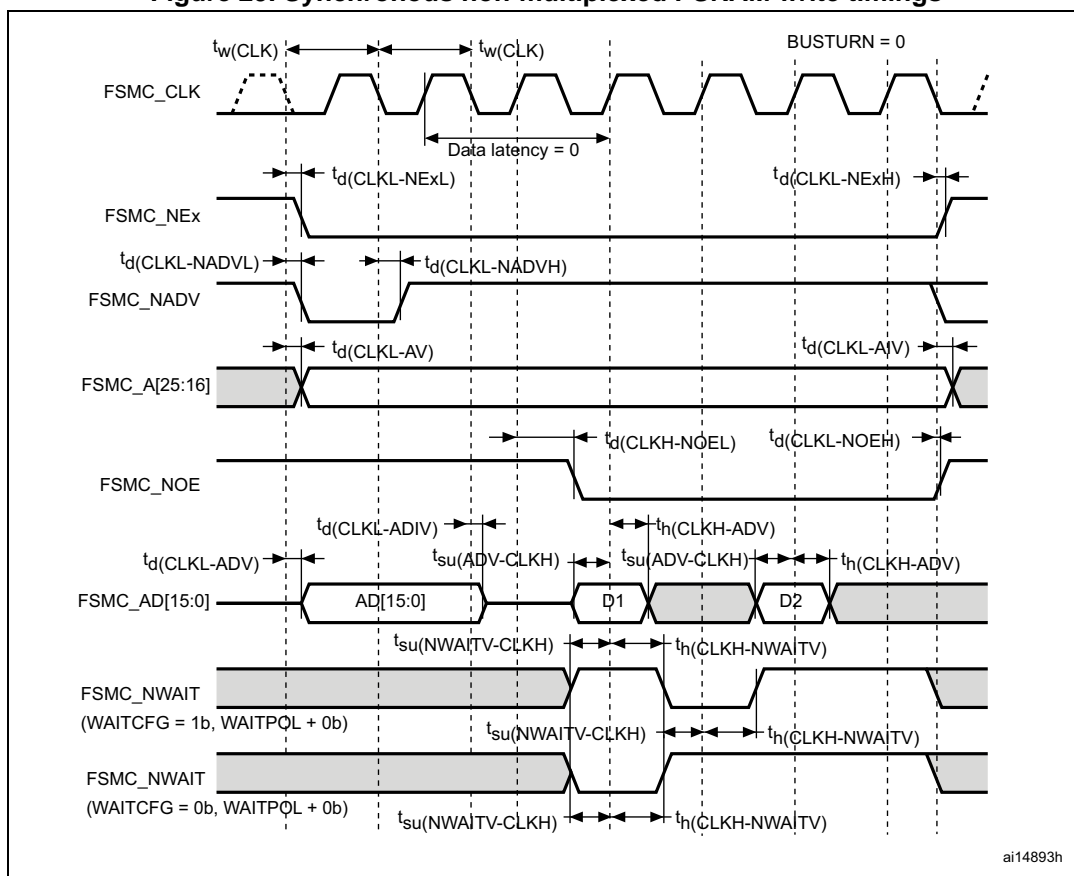 Figure Synchronous non-multiplexed PSRAM write timings
tw(CLK) tw(CLK) BUSTURN = 0
FSMC_CLK
Data latency = 0
td(CLKL-NExL) td(CLKL-NExH)
FSMC_NEx
td(CLKL-NADVL) td(CLKL-NADVH)
FSMC_NADV
td(CLKL-AV) td(CLKL-AIV)
FSMC_A[25:16]
td(CLKH-NOEL) td(CLKL-NOEH)
FSMC_NOE
td(CLKL-ADIV) th(CLKH-ADV)
td(CLKL-ADV) tsu(ADV-CLKH) tsu(ADV-CLKH) th(CLKH-ADV)
FSMC_AD[15:0] AD[15:0] D1 D2
tsu(NWAITV-CLKH) th(CLKH-NWAITV)
FSMC_NWAIT
(WAITCFG = 1b, WAITPOL + 0b)
tsu(NWAITV-CLKH) th(CLKH-NWAITV)
FSMC_NWAIT
(WAITCFG = 0b, WAITPOL + 0b)
tsu(NWAITV-CLKH) th(CLKH-NWAITV)
ai14893h